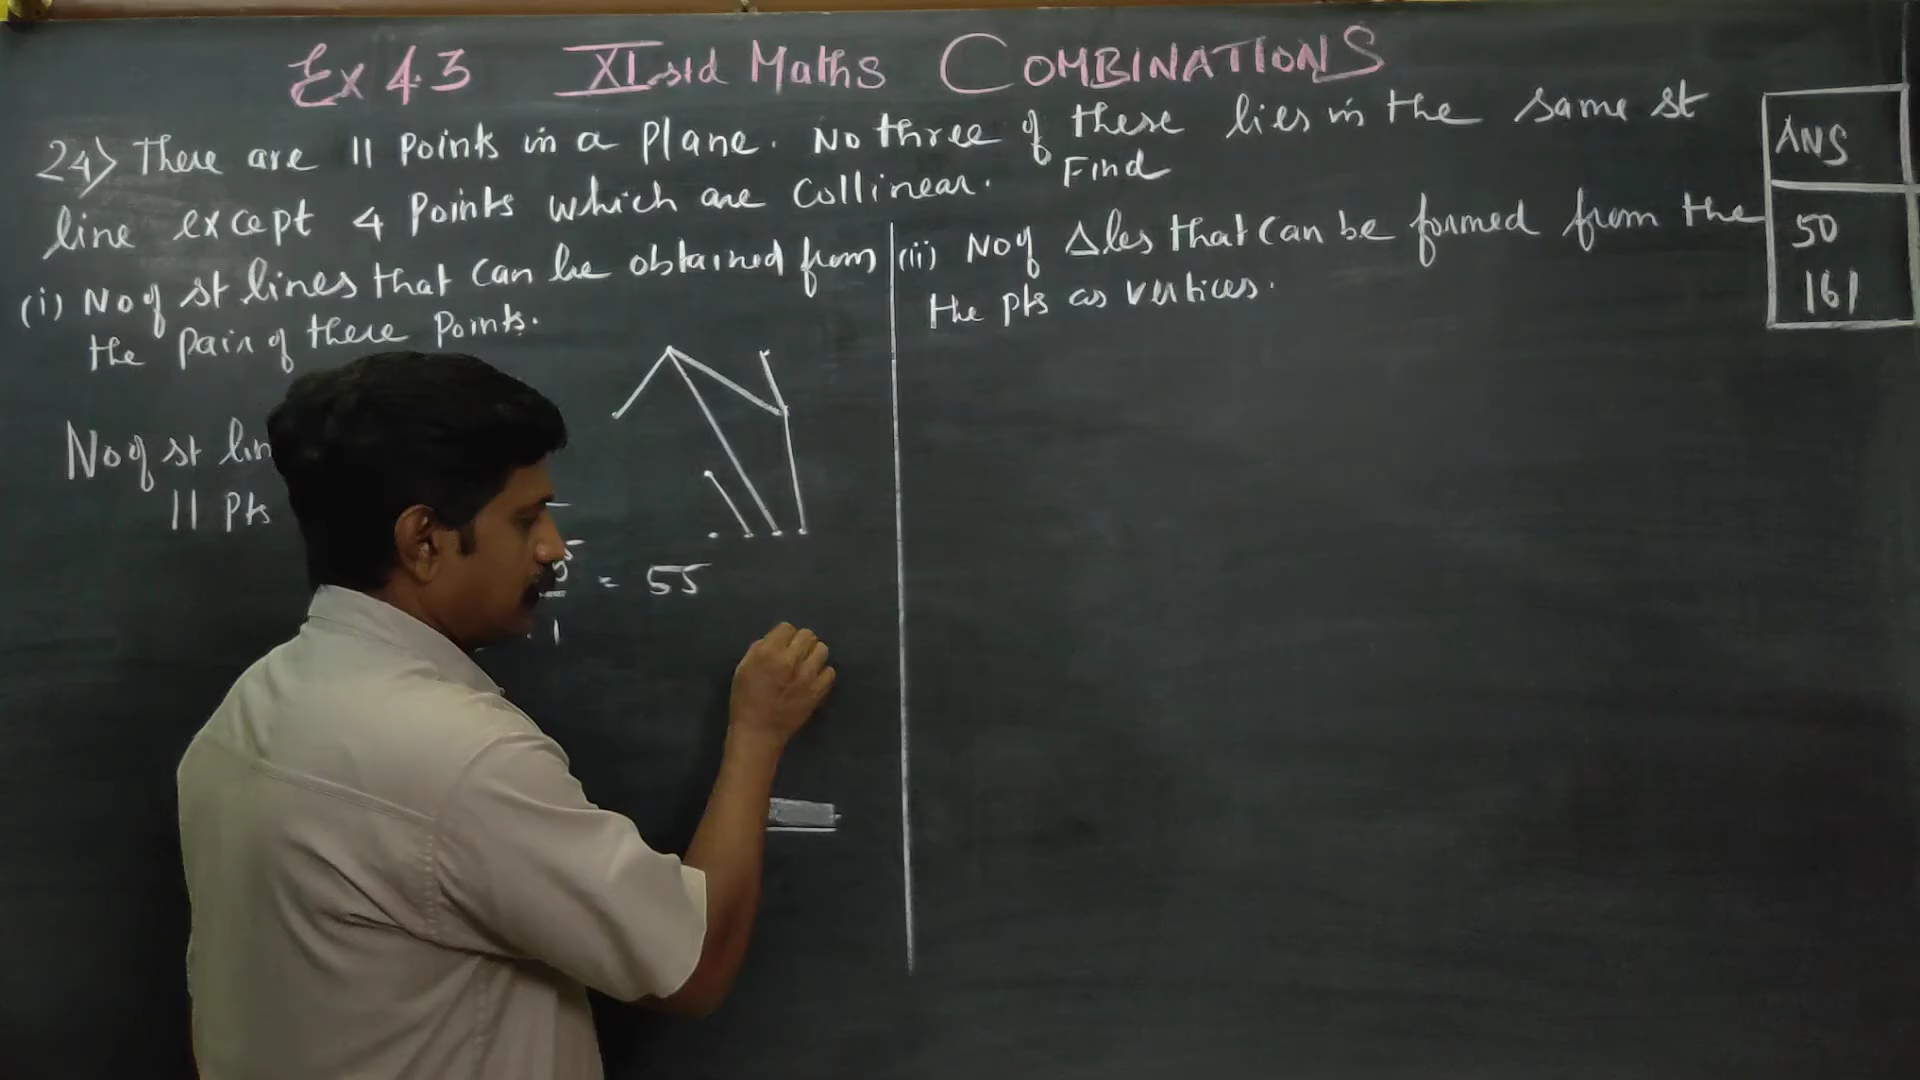 Ex 4.3 XI std Maths COMBINATIONS
24) There are 11 points in a plane. No three of these lies in the same st
line except 4 points which are collinear. Find
(i) No of st lines that can be obtained from
the pair of these points.
No of st lin
11 Pts
= 55
1
(ii) No of Δles that can be formed from the
the pts as vertices.
ANS
50
161